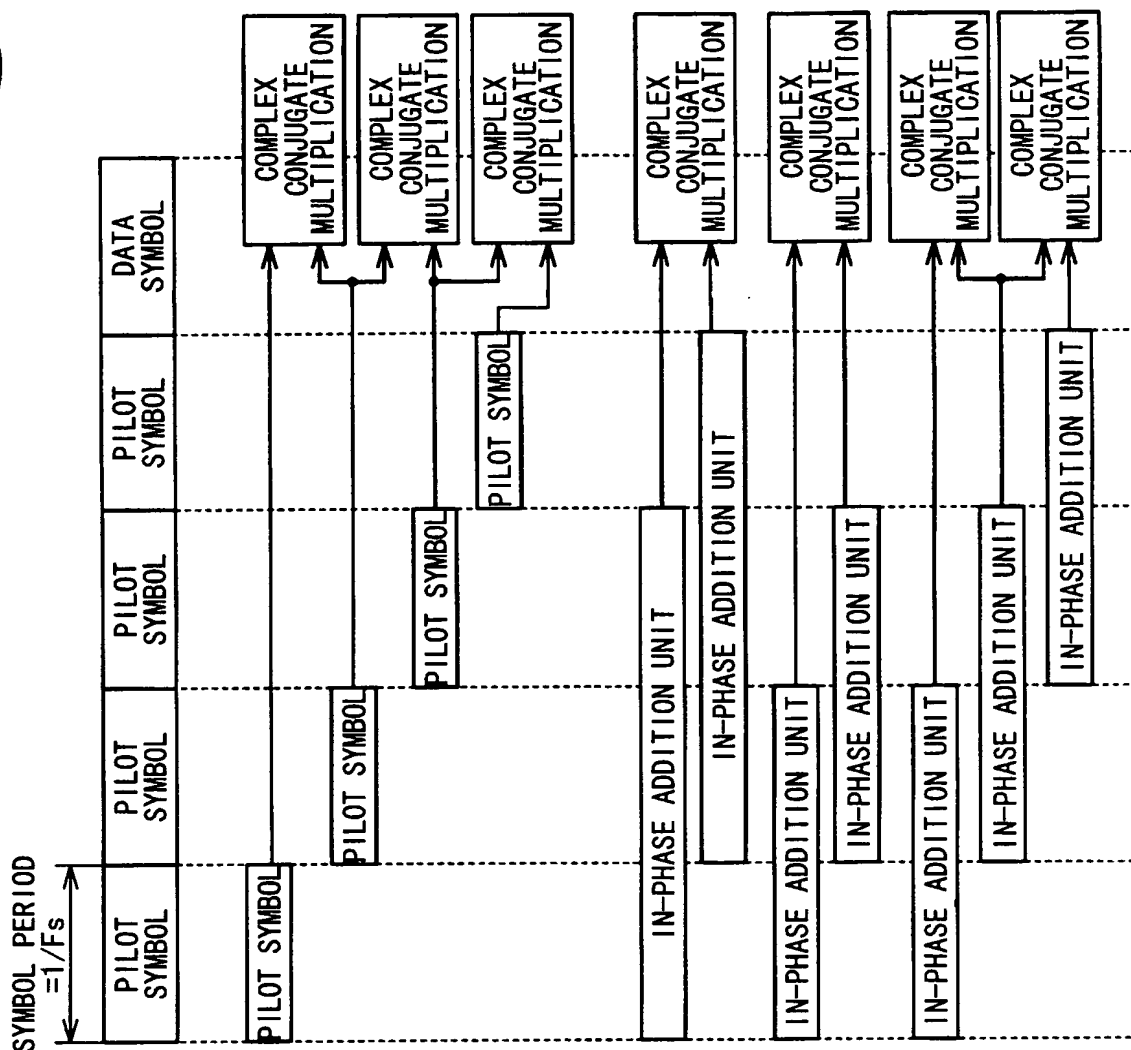 SYMBOL PERIOD
=1/Fs
PILOT
SYMBOL
PILOT
SYMBOL
PILOT
SYMBOL
PILOT
SYMBOL
DATA
SYMBOL
PILOT SYMBOL
COMPLEX
CONJUGATE
MULTIPLICATION
PILOT SYMBOL
COMPLEX
CONJUGATE
MULTIPLICATION
PILOT SYMBOL
PILOT SYMBOL
COMPLEX
CONJUGATE
MULTIPLICATION
IN-PHASE ADDITION UNIT
COMPLEX
CONJUGATE
MULTIPLICATION
IN-PHASE ADDITION UNIT
IN-PHASE ADDITION UNIT
COMPLEX
CONJUGATE
MULTIPLICATION
IN-PHASE ADDITION UNIT
IN-PHASE ADDITION UNIT
COMPLEX
CONJUGATE
MULTIPLICATION
IN-PHASE ADDITION UNIT
COMPLEX
CONJUGATE
MULTIPLICATION
IN-PHASE ADDITION UNIT